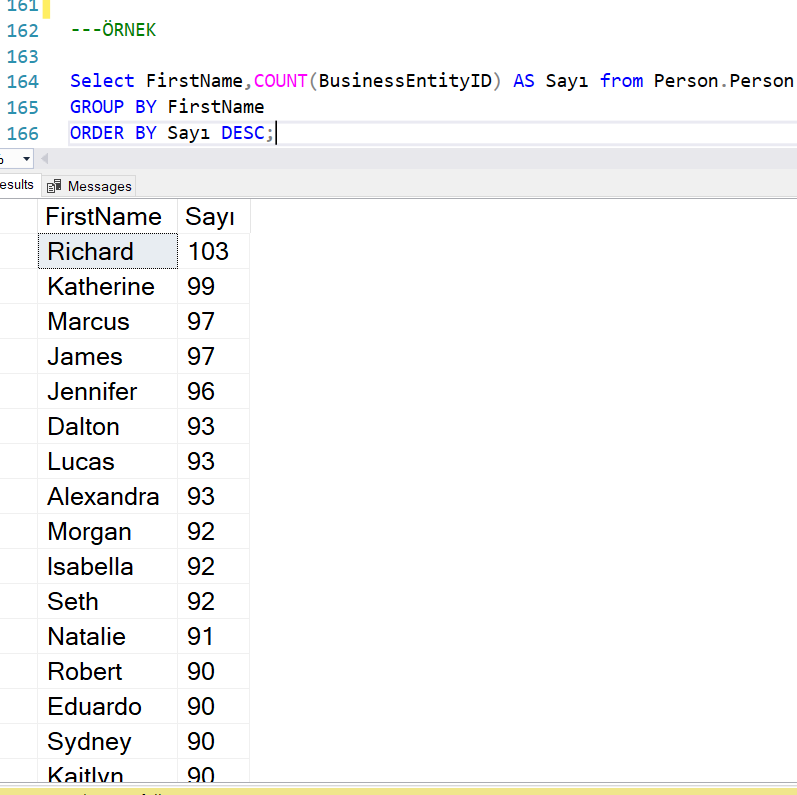 161
162 ---ÖRNEK
163
164 Select FirstName,COUNT(BusinessEntityID) AS Sayı from Person.Person
165 GROUP BY FirstName
166 ORDER BY Sayı DESC;
esults Messages
FirstName Sayı
Richard 103
Katherine 99
Marcus 97
James 97
Jennifer 96
Dalton 93
Lucas 93
Alexandra 93
Morgan 92
Isabella 92
Seth 92
Natalie 91
Robert 90
Eduardo 90
Sydney 90
Kaitlyn 90